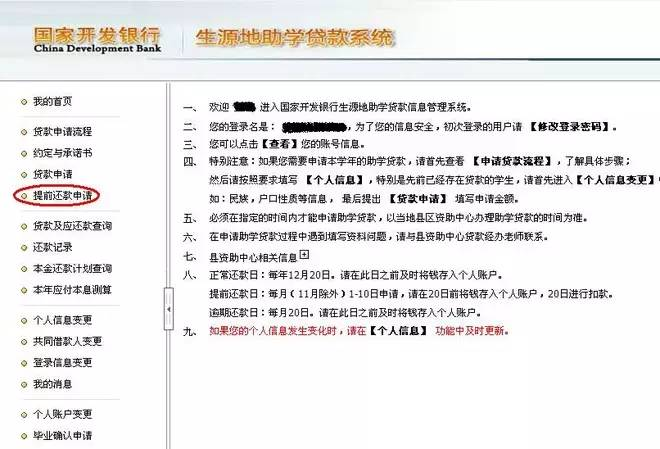 国家开发银行 生源地助学贷款系统
China Development Bank
我的首页
贷款申请流程
约定与承诺书
贷款申请
提前还款申请
贷款及应还款查询
还款记录
本金还款计划查询
本年应付本息测算
个人信息变更
共同借款人变更
登录信息变更
我的消息
个人账户变更
毕业确认申请
一、 欢迎 进入国家开发银行生源地助学贷款信息管理系统。
二、 您的登录名是: ,为了您的信息安全,初次登录的用户请 【修改登录密码】。
三、 您可以点击【查看】您的账号信息。
四、 特别注意:如果您需要申请本学年的助学贷款,请首先查看 【申请贷款流程】,了解具体步骤;
然后请按照要求填写 【个人信息】,特别是先前已经存在贷款的学生,请首先进入【个人信息变更】中
如:民族,户口性质等信息, 最后提出 【贷款申请】 填写申请金额。
五、 必须在指定的时间内才能申请助学贷款,以当地县区资助中心办理助学贷款的时间为准。
六、 在申请助学贷款过程中遇到填写资料问题,请与县资助中心贷款经办老师联系。
七、 县资助中心相关信息
八、 正常还款日:每年12月20日。请在此日之前及时将钱存入个人账户。
提前还款日:每月(11月除外)1-10日申请,请在20日前将钱存入个人账户,20日进行扣款。
逾期还款日:每月20日。请在此日之前及时将钱存入个人账户。
九、 如果您的个人信息发生变化时,请在【个人信息】 功能中及时更新。